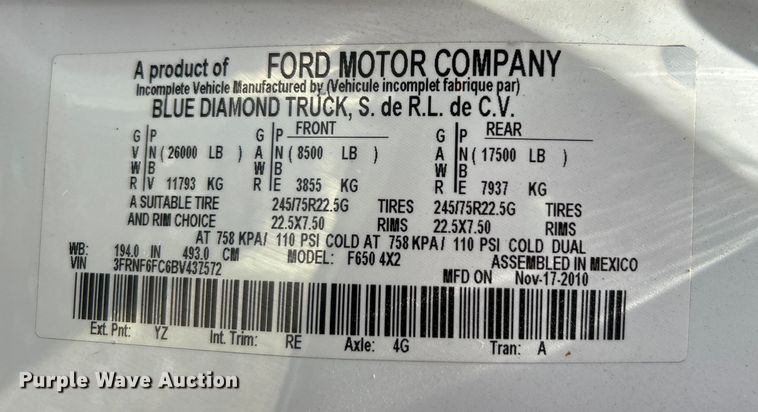 A product of FORD MOTOR COMPANY
Incomplete Vehicle Manufactured by (Vehicule incomplet fabrique par)
BLUE DIAMOND TRUCK, S. de R.L. de C.V.
G P G P FRONT G P REAR
V N ( 26000 LB ) A N ( 8500 LB ) A N ( 17500 LB )
W B W B W B
R V 11793 KG R E 3855 KG R E 7937 KG
A SUITABLE TIRE 245/75R22.5G TIRES 245/75R22.5G TIRES
AND RIM CHOICE 22.5X7.50 RIMS 22.5X7.50 RIMS
AT 758 KPA/ 110 PSI COLD AT 758 KPA/ 110 PSI COLD DUAL
WB: 194.0 IN 493.0 CM MODEL: F650 4X2 ASSEMBLED IN MEXICO
VIN 3FRNF6FC6BV437572 MFD ON Nov-17-2010
Ext. Pnt: YZ Int. Trim: RE Axle: 4G Tran: A
Purple Wave Auction